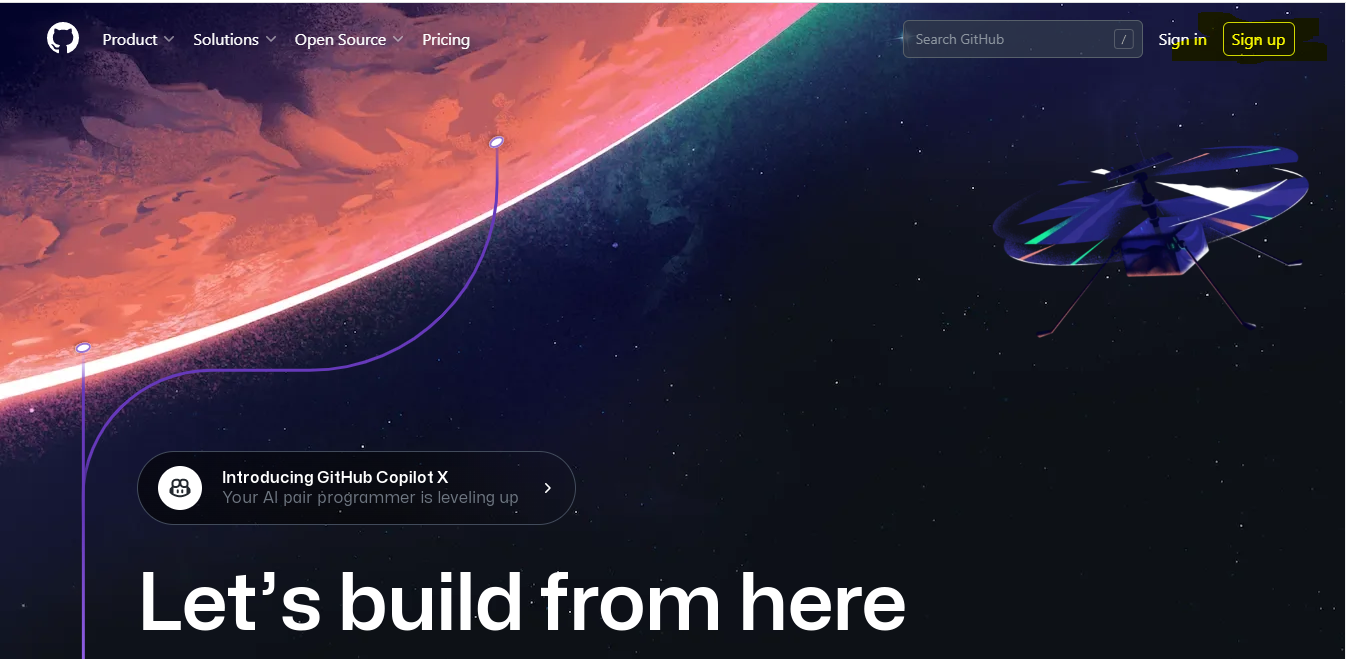 Product Solutions Open Source Pricing Search GitHub / Sign in Sign up
Introducing GitHub Copilot X
Your AI pair programmer is leveling up
Let’s build from here